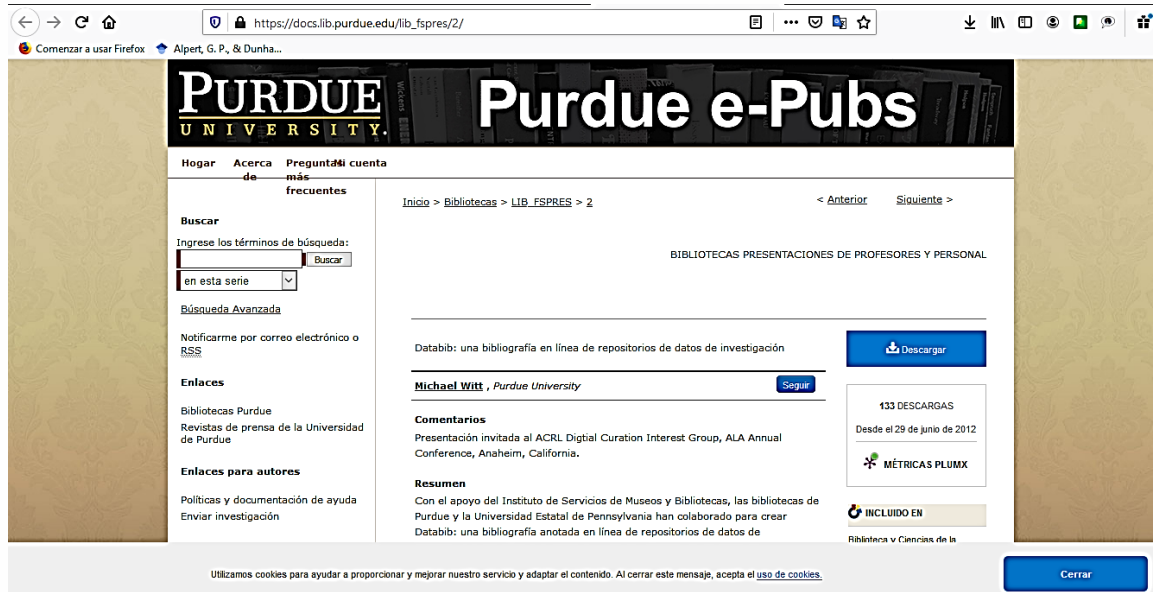 https://docs.lib.purdue.edu/lib_fspres/2/
Comenzar a usar Firefox
Alpert, G. P., & Dunha...
PURDUE
UNIVERSITY.
Purdue e-Pubs
Hogar
Acerca de
Preguntas más frecuentes
Mi cuenta
Buscar
Ingrese los términos de búsqueda:
Buscar
en esta serie
Búsqueda Avanzada
Notificarme por correo electrónico o
RSS
Enlaces
Bibliotecas Purdue
Revistas de prensa de la Universidad
de Purdue
Enlaces para autores
Políticas y documentación de ayuda
Enviar investigación
Inicio > Bibliotecas > LIB_FSPRES > 2
< Anterior
Siguiente >
BIBLIOTECAS PRESENTACIONES DE PROFESORES Y PERSONAL
Databib: una bibliografía en línea de repositorios de datos de investigación
Michael Witt , Purdue University
Seguir
Comentarios
Presentación invitada al ACRL Digtial Curation Interest Group, ALA Annual
Conference, Anaheim, California.
Resumen
Con el apoyo del Instituto de Servicios de Museos y Bibliotecas, las bibliotecas de
Purdue y la Universidad Estatal de Pennsylvania han colaborado para crear
Databib: una bibliografía anotada en línea de repositorios de datos de
Descargar
133 DESCARGAS
Desde el 29 de junio de 2012
MÉTRICAS PLUMX
INCLUIDO EN
Biblioteca y Ciencias de la
Utilizamos cookies para ayudar a proporcionar y mejorar nuestro servicio y adaptar el contenido. Al cerrar este mensaje, acepta el uso de cookies.
Cerrar